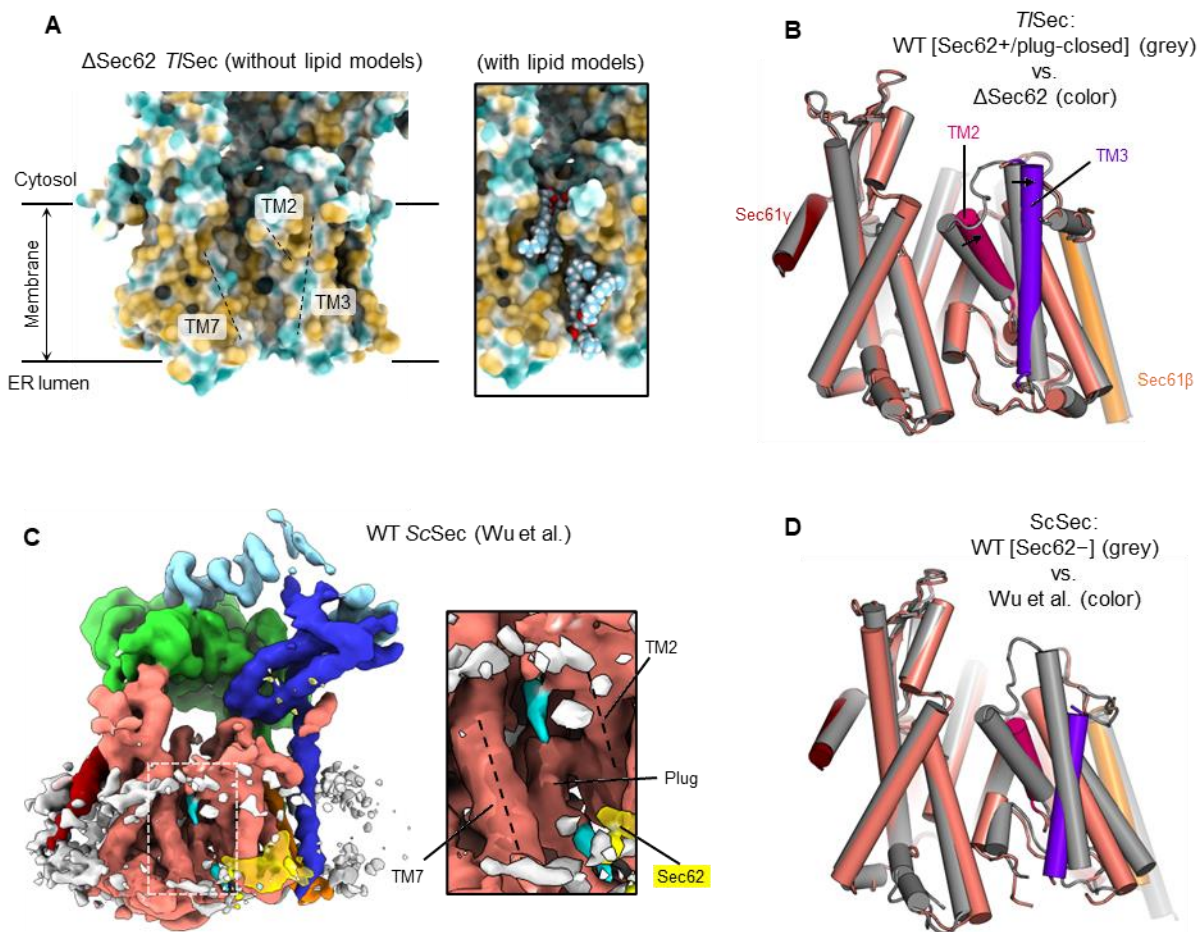 A
ΔSec62 TlSec (without lipid models)
(with lipid models)
Cytosol
Membrane
ER lumen
TM2
TM3
TM7
B
TlSec:
WT [Sec62+/plug-closed] (grey)
vs.
ΔSec62 (color)
TM2
TM3
Sec61γ
Sec61β
C
WT ScSec (Wu et al.)
TM2
Plug
TM7
Sec62
D
ScSec:
WT [Sec62−] (grey)
vs.
Wu et al. (color)